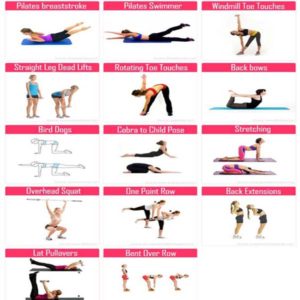 Pilates breaststroke
Pilates Swimmer
Windmill Toe Touches
Straight Leg Dead Lifts
Rotating Toe Touches
Back bows
Bird Dogs
Cobra to Child Pose
Stretching
Overhead Squat
One Point Row
Back Extensions
Lat Pullovers
Bent Over Row